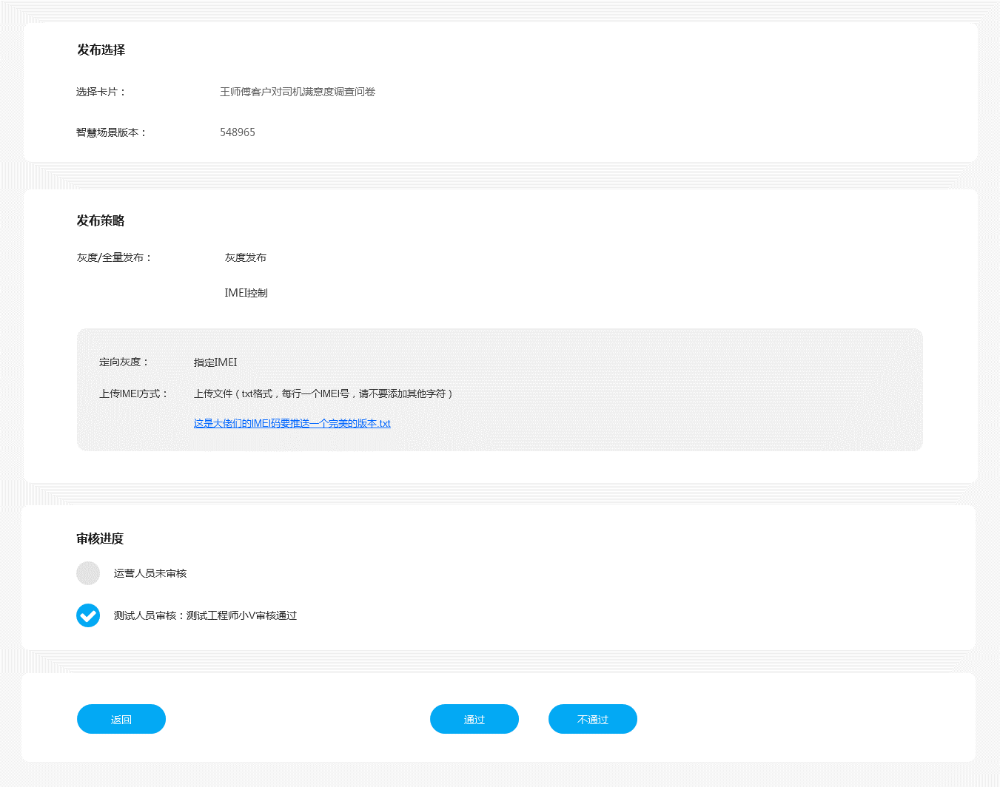 发布选择
选择卡片：
王师傅客户对司机满意度调查问卷
智慧场景版本：
548965
发布策略
灰度/全量发布：
灰度发布
IMEI控制
定向灰度：
指定IMEI
上传IMEI方式：
上传文件（txt格式，每行一个IMEI号，请不要添加其他字符）
这是大佬们的IMEI码要推送一个完美的版本.txt
审核进度
运营人员未审核
测试人员审核：测试工程师小V审核通过
返回
通过
不通过